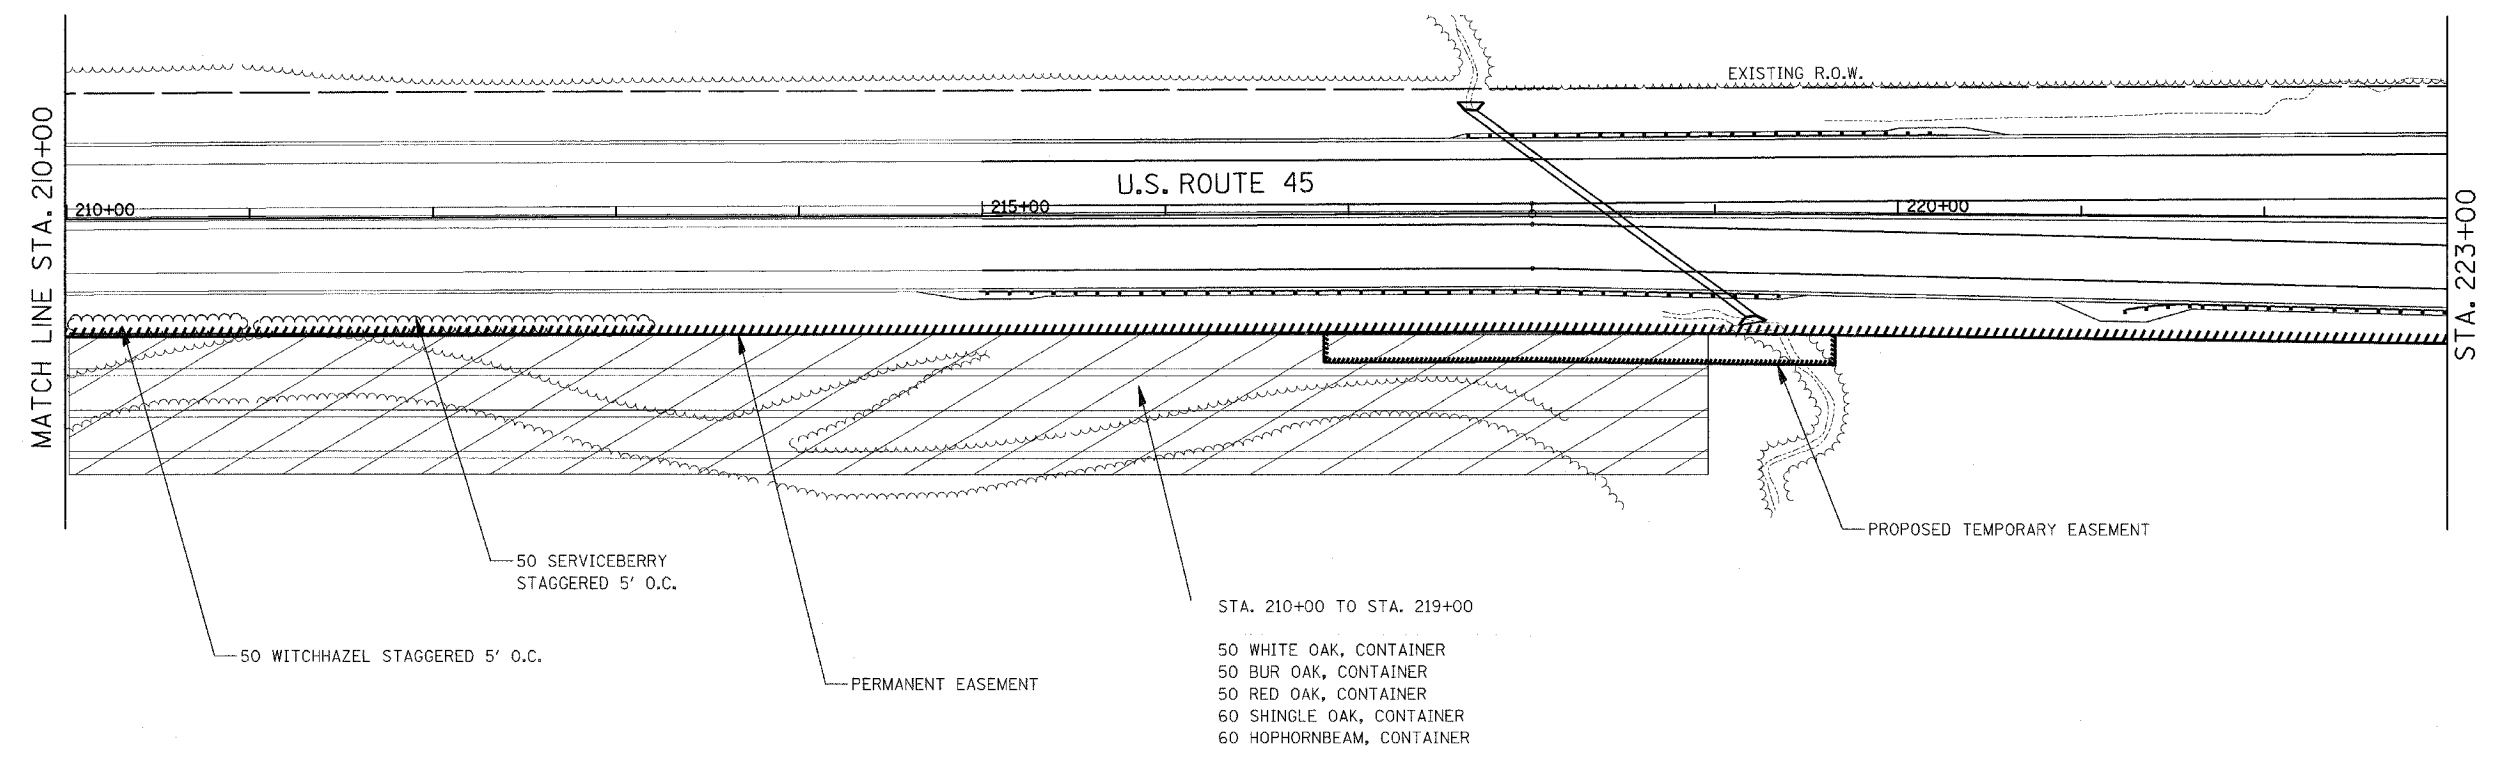 EXISTING R.O.W.
MATCH LINE STA. 210+00
U.S. ROUTE 45
210+00
215+00
220+00
STA. 223+00
PROPOSED TEMPORARY EASEMENT
50 SERVICEBERRY
STAGGERED 5' O.C.
50 WITCHHAZEL STAGGERED 5' O.C.
PERMANENT EASEMENT
STA. 210+00 TO STA. 219+00
50 WHITE OAK, CONTAINER
50 BUR OAK, CONTAINER
50 RED OAK, CONTAINER
60 SHINGLE OAK, CONTAINER
60 HOPHORNBEAM, CONTAINER